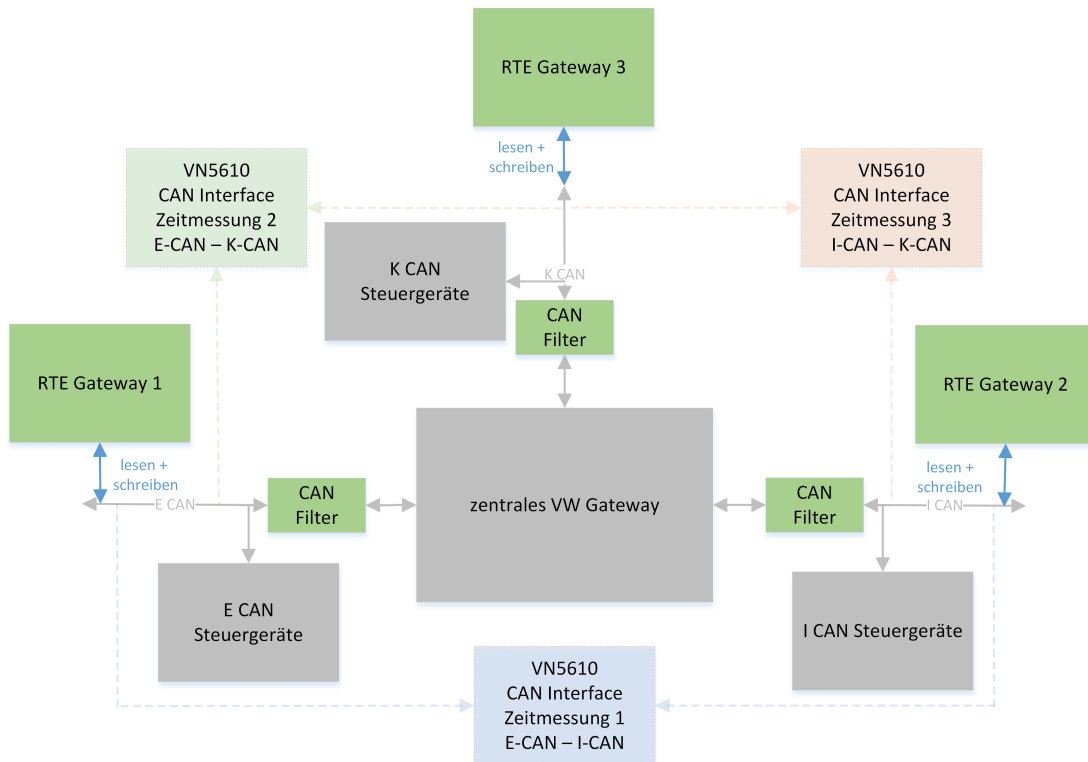 RTE Gateway 3
lesen +
schreiben
VN5610
CAN Interface
Zeitmessung 2
E-CAN – K-CAN
VN5610
CAN Interface
Zeitmessung 3
I-CAN – K-CAN
K CAN
Steuergeräte
K CAN
CAN
Filter
RTE Gateway 1
lesen +
schreiben
E CAN
CAN
Filter
zentrales VW Gateway
CAN
Filter
RTE Gateway 2
lesen +
schreiben
I CAN
E CAN
Steuergeräte
I CAN Steuergeräte
VN5610
CAN Interface
Zeitmessung 1
E-CAN – I-CAN